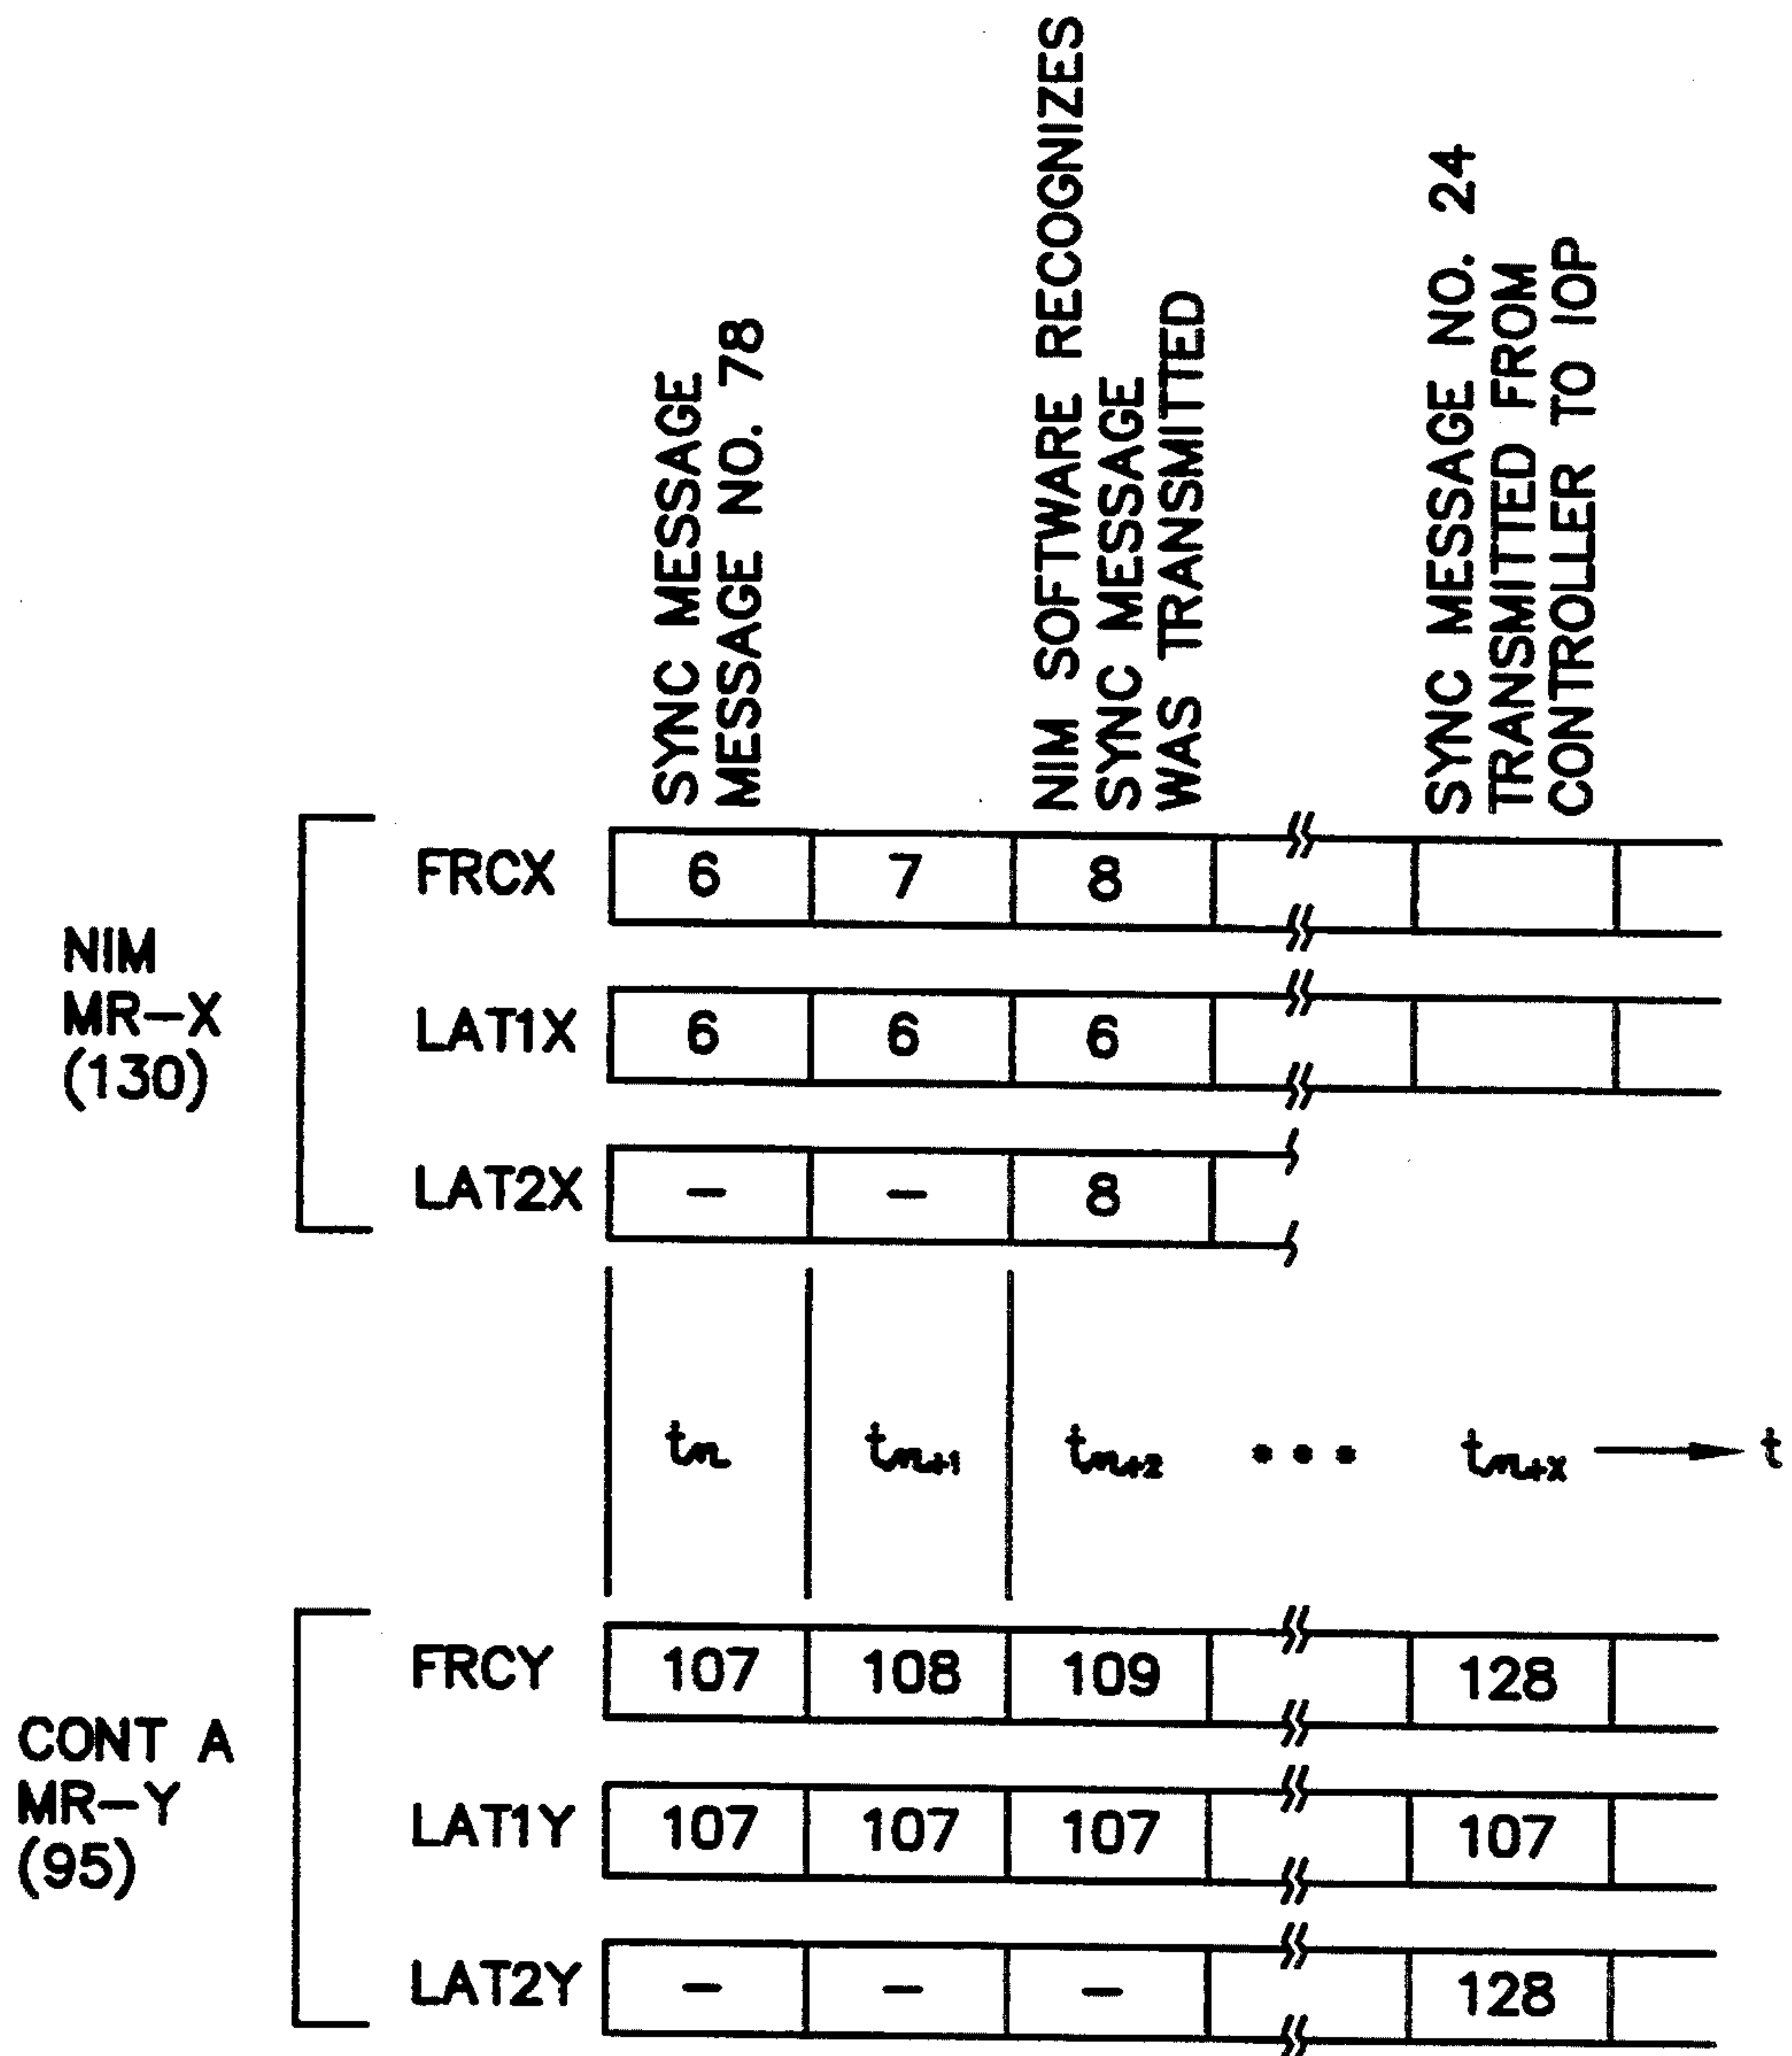 SYNC MESSAGE
MESSAGE NO. 78
NIM SOFTWARE RECOGNIZES
SYNC MESSAGE
WAS TRANSMITTED
SYNC MESSAGE NO. 24
TRANSMITTED FROM
CONTROLLER TO IOP
NIM
MR-X
(130)
FRCX 6 7 8
LAT1X 6 6 6
LAT2X - - 8
tn tn+1 tn+2 ... tn+x t
CONT A
MR-Y
(95)
FRCY 107 108 109 128
LAT1Y 107 107 107 107
LAT2Y - - - 128